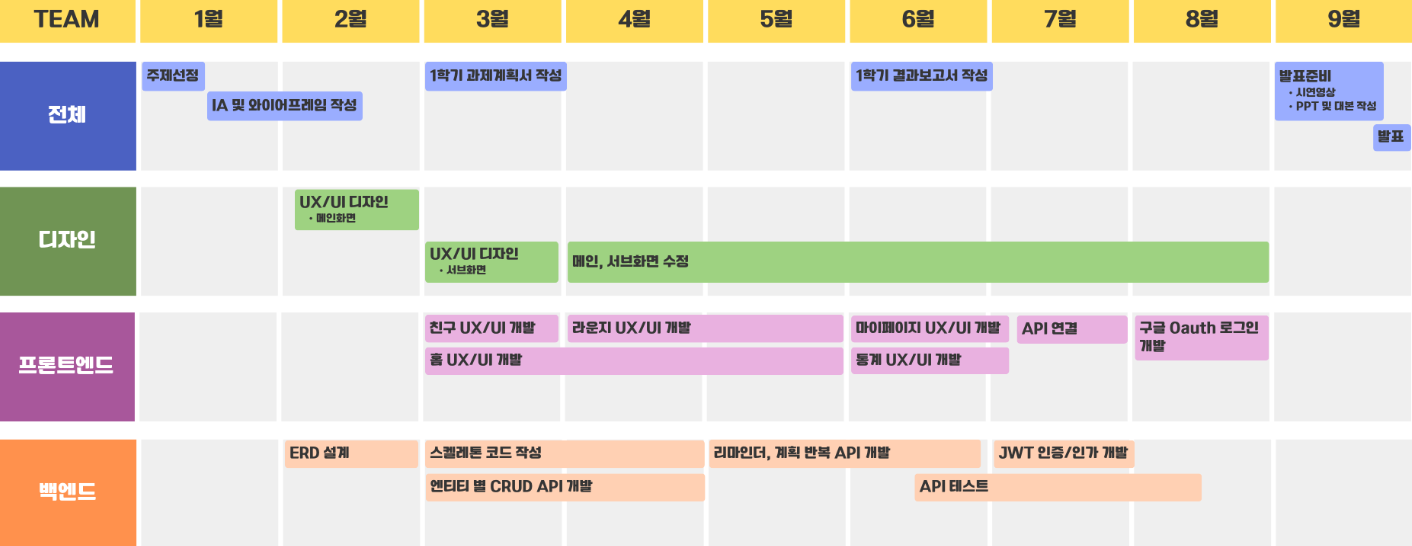 TEAM 1월 2월 3월 4월 5월 6월 7월 8월 9월
전체
주제선정
1학기 과제계획서 작성
1학기 결과보고서 작성
발표준비
• 시연영상
• PPT 및 대본 작성
IA 및 와이어프레임 작성
발표
디자인
UX/UI 디자인
• 메인화면
UX/UI 디자인
• 서브화면
메인, 서브화면 수정
프론트엔드
친구 UX/UI 개발
라운지 UX/UI 개발
마이페이지 UX/UI 개발
API 연결
구글 Oauth 로그인
개발
홈 UX/UI 개발
통계 UX/UI 개발
백엔드
ERD 설계
스켈레톤 코드 작성
리마인더, 계획 반복 API 개발
JWT 인증/인가 개발
엔티티 별 CRUD API 개발
API 테스트